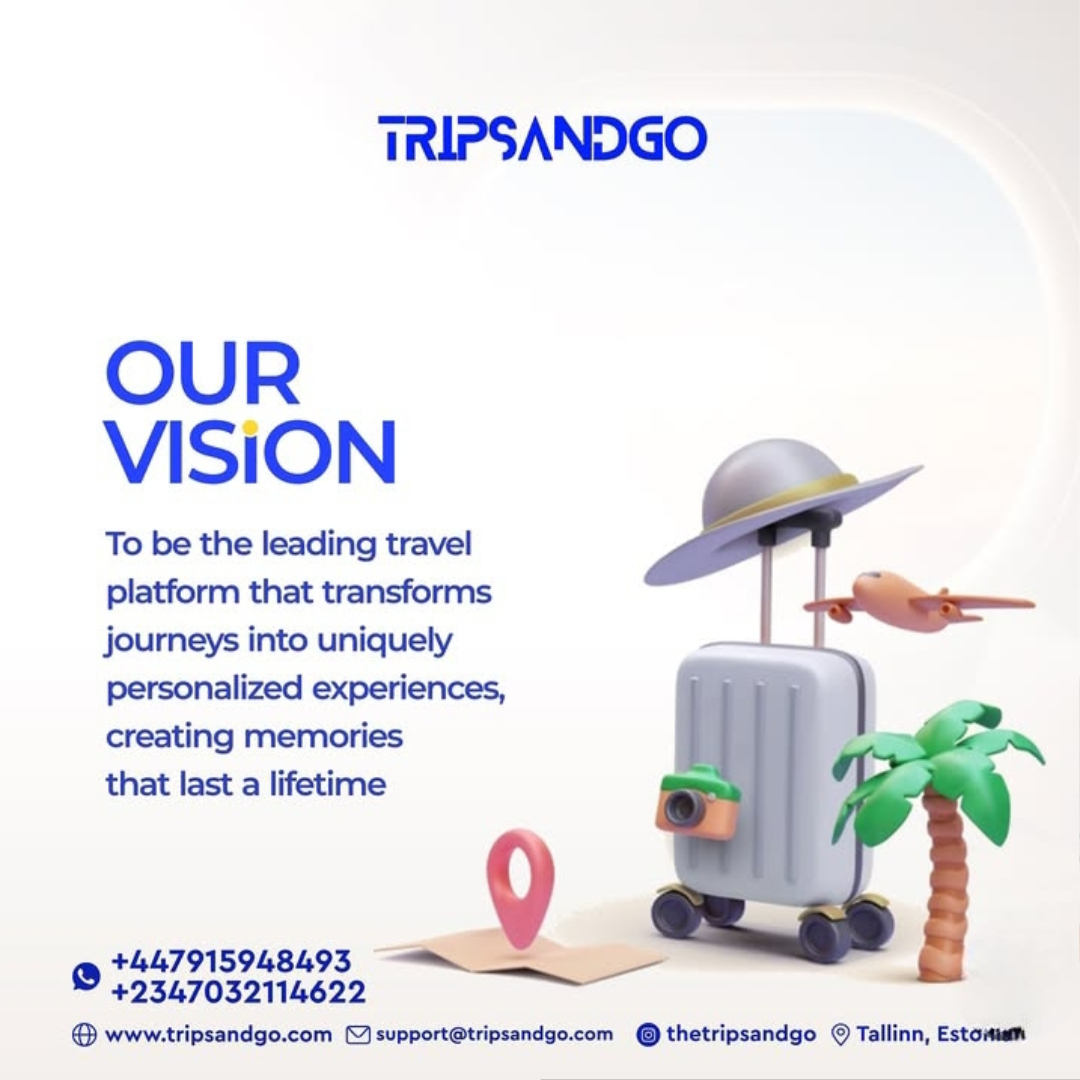 TRIPSANDGO
OUR
VISiON
To be the leading travel
platform that transforms
journeys into uniquely
personalized experiences,
creating memories
that last a lifetime
+447915948493
+2347032114622
www.tripsandgo.com support@tripsandgo.com thetripsandgo Tallinn,